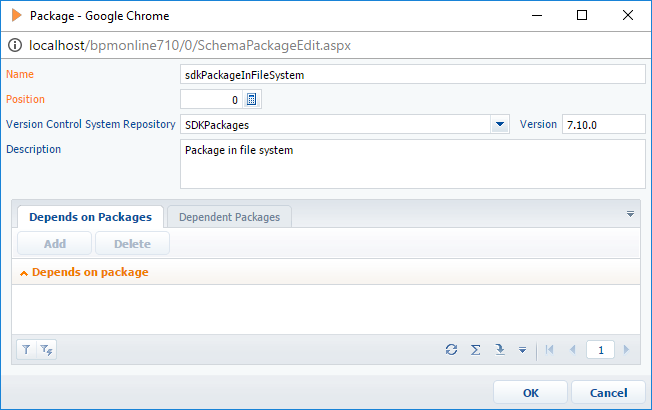 Package - Google Chrome
localhost/bpmonline710/0/SchemaPackageEdit.aspx
Name sdkPackageInFileSystem
Position 0
Version Control System Repository SDKPackages Version 7.10.0
Description Package in file system
Depends on Packages Dependent Packages
Add Delete
Depends on package
1
OK Cancel